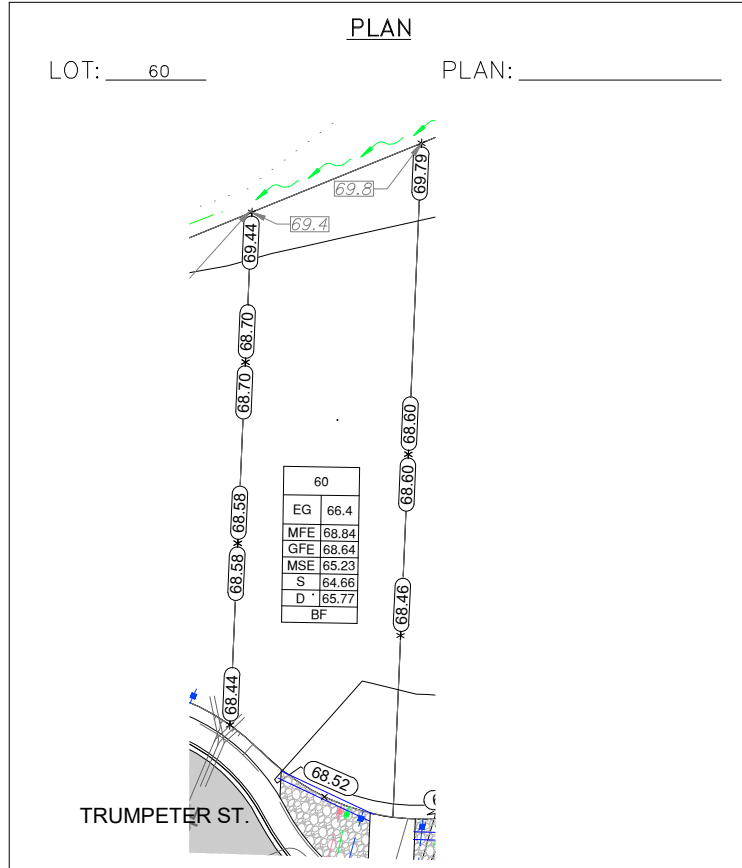 PLAN
LOT: 60
PLAN:
69.79
69.8
69.44
69.4
68.70
68.70
68.60
68.60
68.58
68.58
68.46
60
EG 66.4
MFE 68.84
GFE 68.64
MSE 65.23
S 64.66
D 65.77
BF
68.44
68.52
TRUMPETER ST.